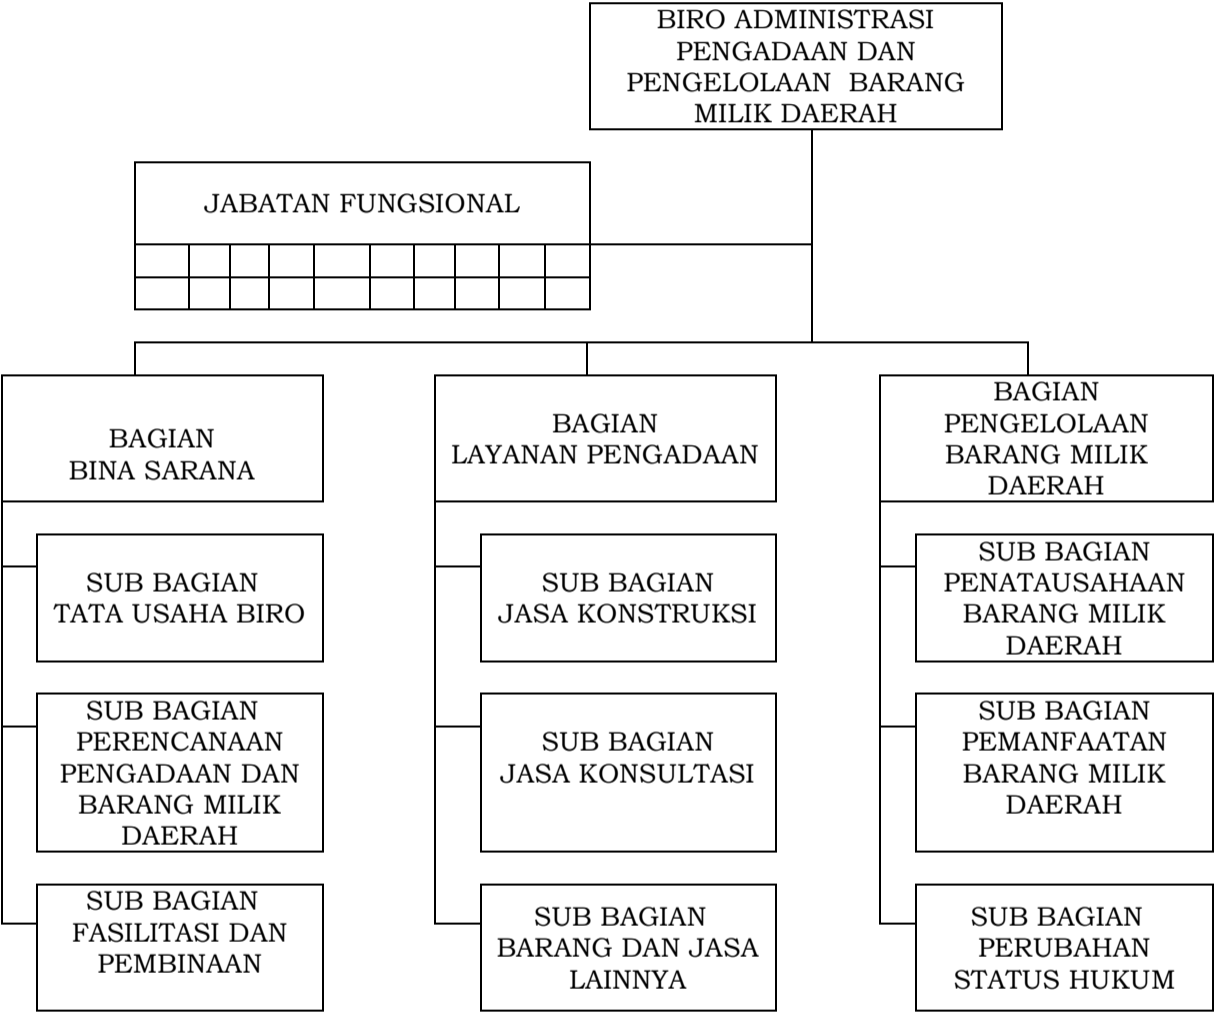 BIRO ADMINISTRASI
PENGADAAN DAN
PENGELOLAAN BARANG
MILIK DAERAH
JABATAN FUNGSIONAL
BAGIAN
BINA SARANA
SUB BAGIAN
TATA USAHA BIRO
SUB BAGIAN
PERENCANAAN
PENGADAAN DAN
BARANG MILIK
DAERAH
SUB BAGIAN
FASILITASI DAN
PEMBINAAN
BAGIAN
LAYANAN PENGADAAN
SUB BAGIAN
JASA KONSTRUKSI
SUB BAGIAN
JASA KONSULTASI
SUB BAGIAN
BARANG DAN JASA
LAINNYA
BAGIAN
PENGELOLAAN
BARANG MILIK
DAERAH
SUB BAGIAN
PENATAUSAHAAN
BARANG MILIK
DAERAH
SUB BAGIAN
PEMANFAATAN
BARANG MILIK
DAERAH
SUB BAGIAN
PERUBAHAN
STATUS HUKUM